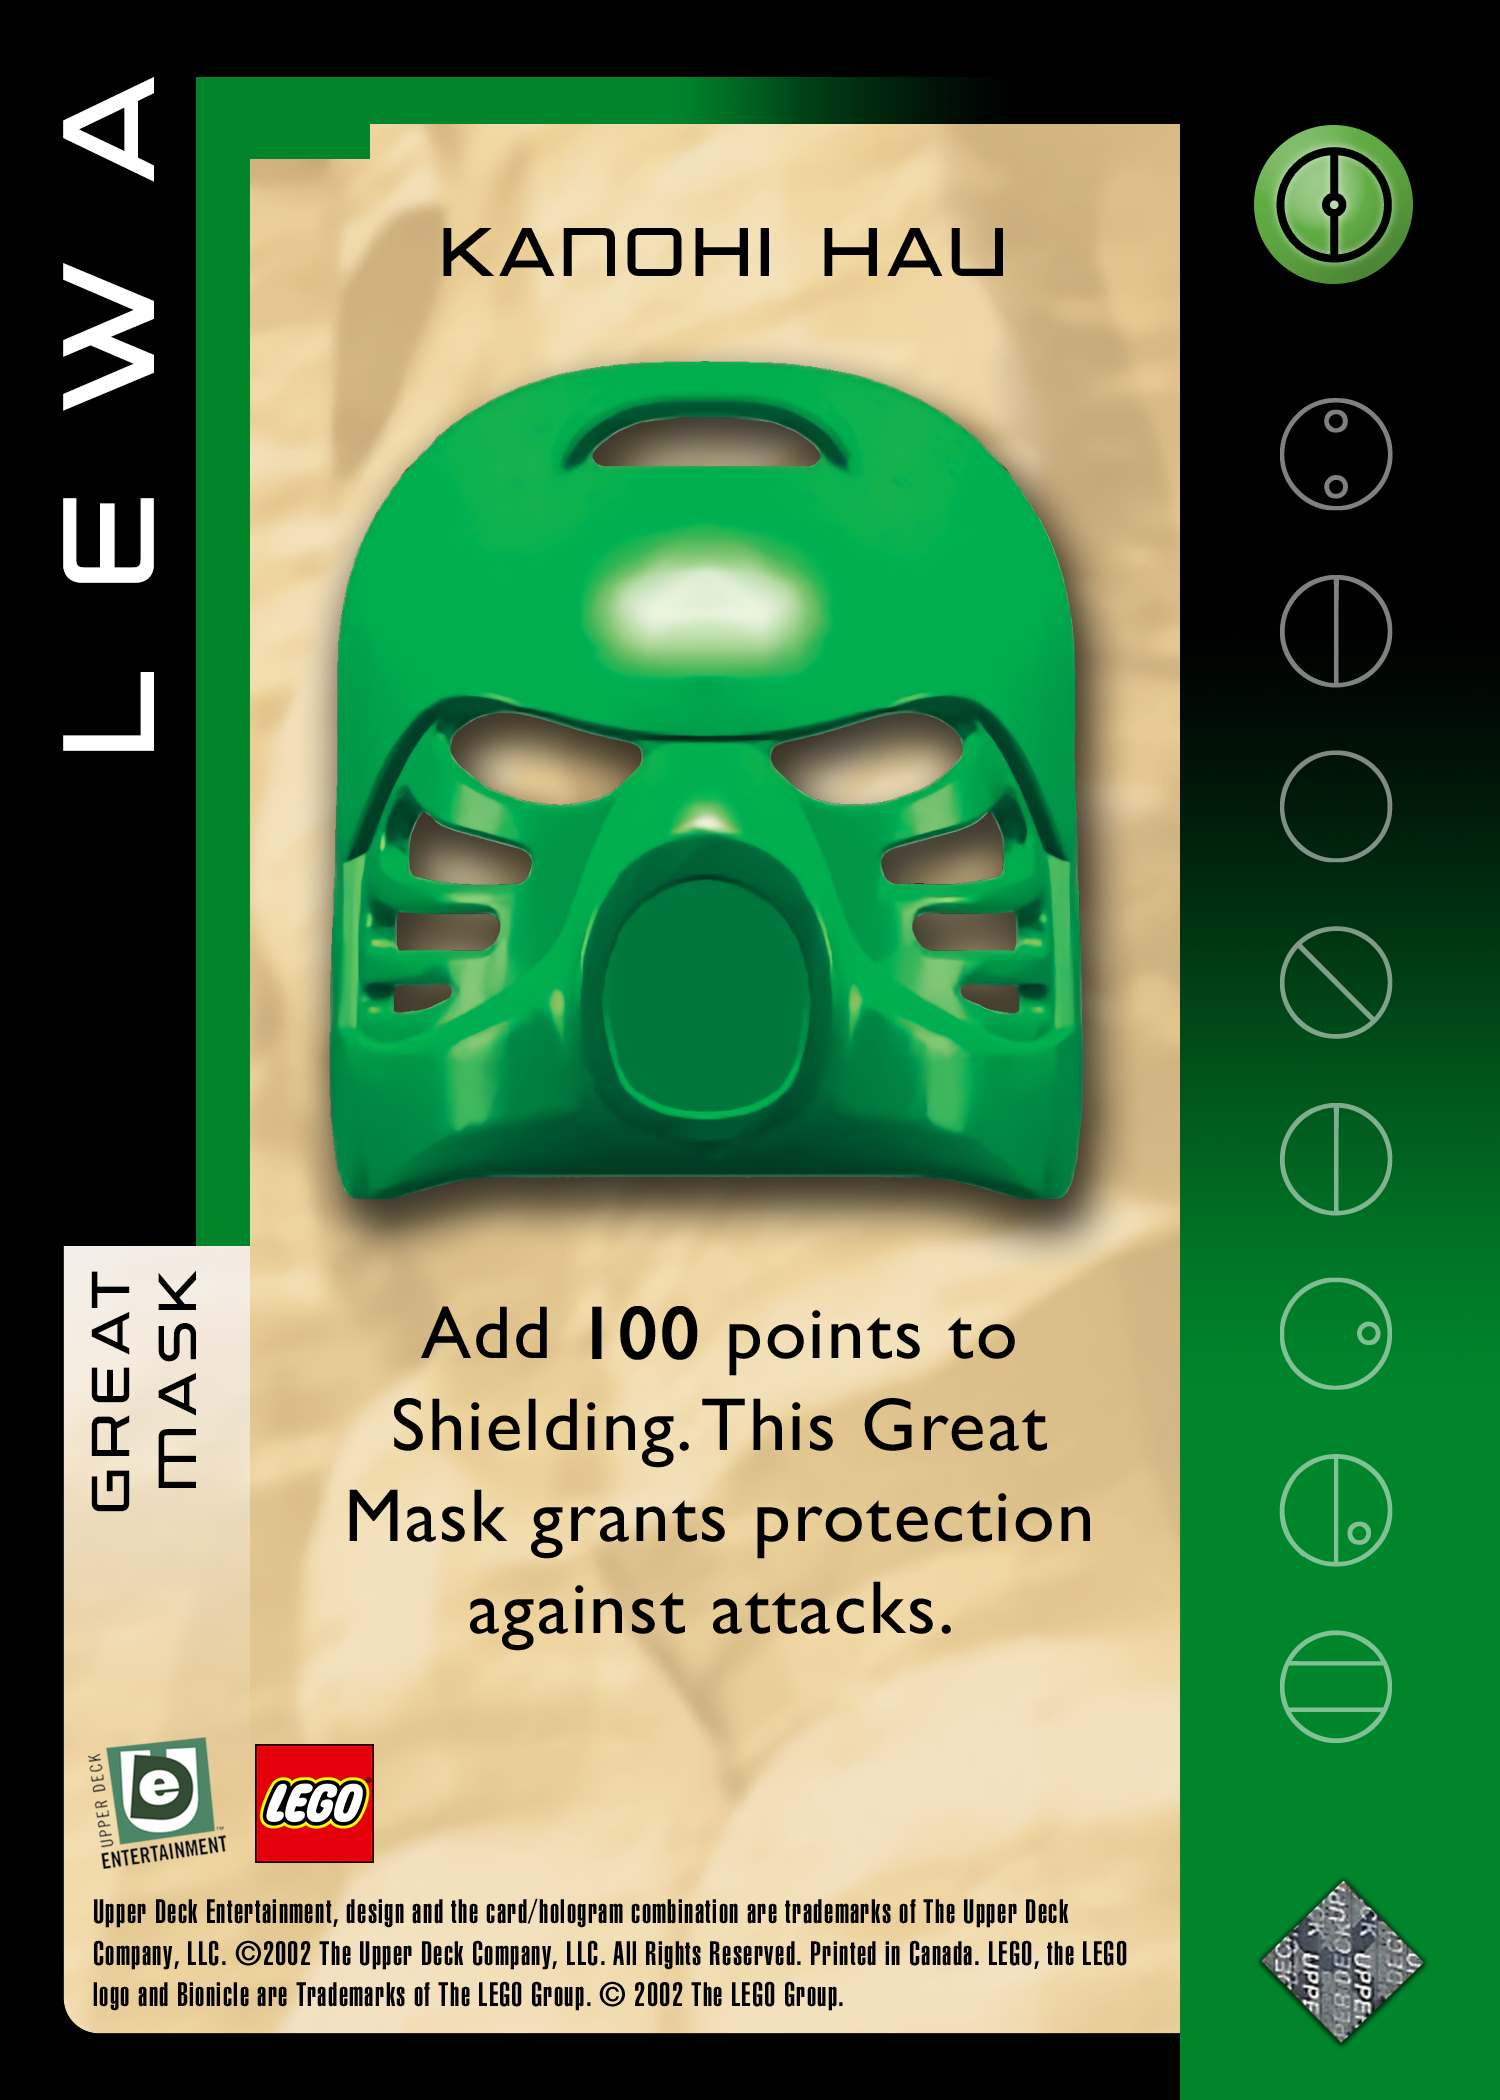 LEWA
KANOHI HAU
GREAT
MASK
Add 100 points to
Shielding. This Great
Mask grants protection
against attacks.
UPPER DECK
ue
™
ENTERTAINMENT
LEGO
Upper Deck Entertainment, design and the card/hologram combination are trademarks of The Upper Deck
Company, LLC. ©2002 The Upper Deck Company, LLC. All Rights Reserved. Printed in Canada. LEGO, the LEGO
logo and Bionicle are Trademarks of The LEGO Group. © 2002 The LEGO Group.